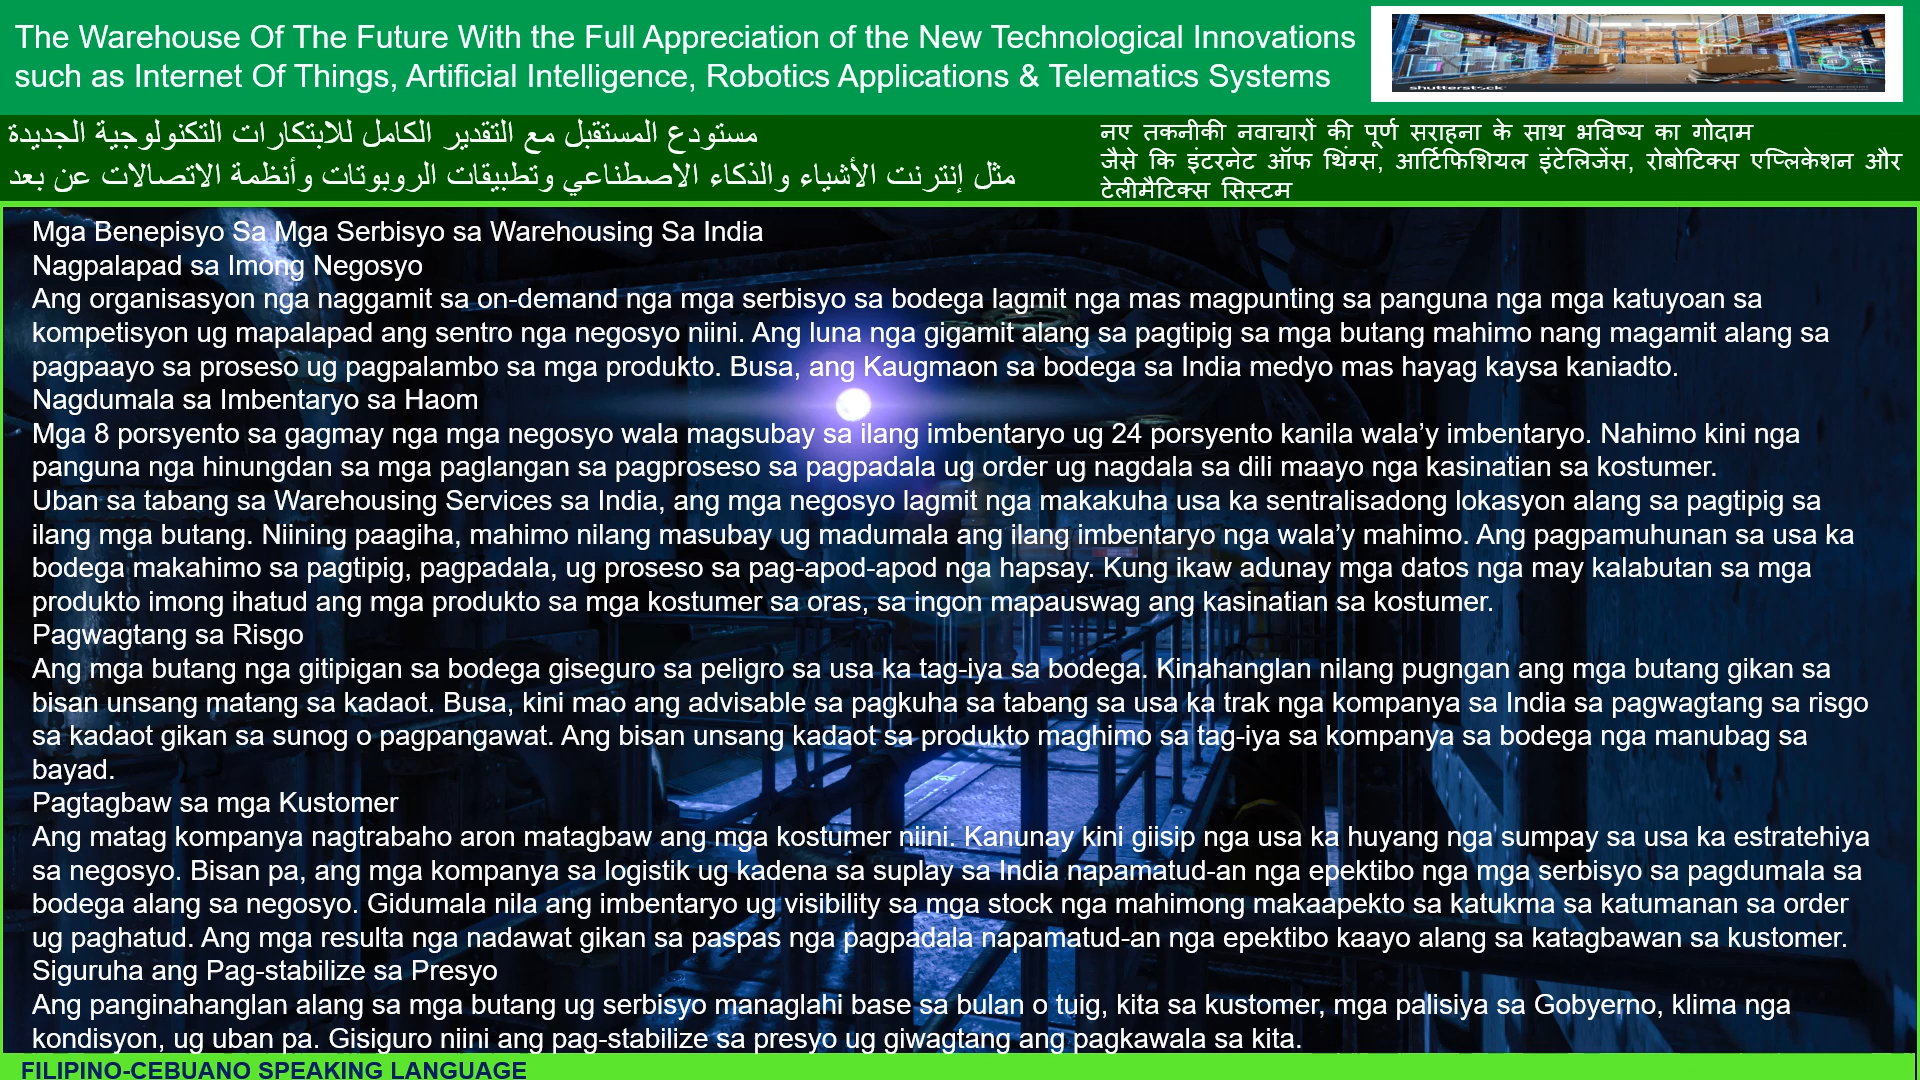 The Warehouse Of The Future With the Full Appreciation of the New Technological Innovations
such as Internet Of Things, Artificial Intelligence, Robotics Applications & Telematics Systems
shutterstock
مستودع المستقبل مع التقدير الكامل للابتكارات التكنولوجية الجديدة
مثل إنترنت الأشياء والذكاء الاصطناعي وتطبيقات الروبوتات وأنظمة الاتصالات عن بعد
नए तकनीकी नवाचारों की पूर्ण सराहना के साथ भविष्य का गोदाम
जैसे कि इंटरनेट ऑफ थिंग्स, आर्टिफिशियल इंटेलिजेंस, रोबोटिक्स एप्लिकेशन और
टेलीमैटिक्स सिस्टम
Mga Benepisyo Sa Mga Serbisyo sa Warehousing Sa India
Nagpalapad sa Imong Negosyo
Ang organisasyon nga naggamit sa on-demand nga mga serbisyo sa bodega lagmit nga mas magpunting sa panguna nga mga katuyoan sa
kompetisyon ug mapalapad ang sentro nga negosyo niini. Ang luna nga gigamit alang sa pagtipig sa mga butang mahimo nang magamit alang sa
pagpaayo sa proseso ug pagpalambo sa mga produkto. Busa, ang Kaugmaon sa bodega sa India medyo mas hayag kaysa kaniadto.
Nagdumala sa Imbentaryo sa Haom
Mga 8 porsyento sa gagmay nga mga negosyo wala magsubay sa ilang imbentaryo ug 24 porsyento kanila wala’y imbentaryo. Nahimo kini nga
panguna nga hinungdan sa mga paglangan sa pagproseso sa pagpadala ug order ug nagdala sa dili maayo nga kasinatian sa kostumer.
Uban sa tabang sa Warehousing Services sa India, ang mga negosyo lagmit nga makakuha usa ka sentralisadong lokasyon alang sa pagtipig sa
ilang mga butang. Niining paagiha, mahimo nilang masubay ug madumala ang ilang imbentaryo nga wala’y mahimo. Ang pagpamuhunan sa usa ka
bodega makahimo sa pagtipig, pagpadala, ug proseso sa pag-apod-apod nga hapsay. Kung ikaw adunay mga datos nga may kalabutan sa mga
produkto imong ihatud ang mga produkto sa mga kostumer sa oras, sa ingon mapauswag ang kasinatian sa kostumer.
Pagwagtang sa Risgo
Ang mga butang nga gitipigan sa bodega giseguro sa peligro sa usa ka tag-iya sa bodega. Kinahanglan nilang pugngan ang mga butang gikan sa
bisan unsang matang sa kadaot. Busa, kini mao ang advisable sa pagkuha sa tabang sa usa ka trak nga kompanya sa India sa pagwagtang sa risgo
sa kadaot gikan sa sunog o pagpangawat. Ang bisan unsang kadaot sa produkto maghimo sa tag-iya sa kompanya sa bodega nga manubag sa
bayad.
Pagtagbaw sa mga Kustomer
Ang matag kompanya nagtrabaho aron matagbaw ang mga kostumer niini. Kanunay kini giisip nga usa ka huyang nga sumpay sa usa ka estratehiya
sa negosyo. Bisan pa, ang mga kompanya sa logistik ug kadena sa suplay sa India napamatud-an nga epektibo nga mga serbisyo sa pagdumala sa
bodega alang sa negosyo. Gidumala nila ang imbentaryo ug visibility sa mga stock nga mahimong makaapekto sa katukma sa katumanan sa order
ug paghatud. Ang mga resulta nga nadawat gikan sa paspas nga pagpadala napamatud-an nga epektibo kaayo alang sa katagbawan sa kustomer.
Siguruha ang Pag-stabilize sa Presyo
Ang panginahanglan alang sa mga butang ug serbisyo managlahi base sa bulan o tuig, kita sa kustomer, mga palisiya sa Gobyerno, klima nga
kondisyon, ug uban pa. Gisiguro niini ang pag-stabilize sa presyo ug giwagtang ang pagkawala sa kita.
FILIPINO-CEBUANO SPEAKING LANGUAGE